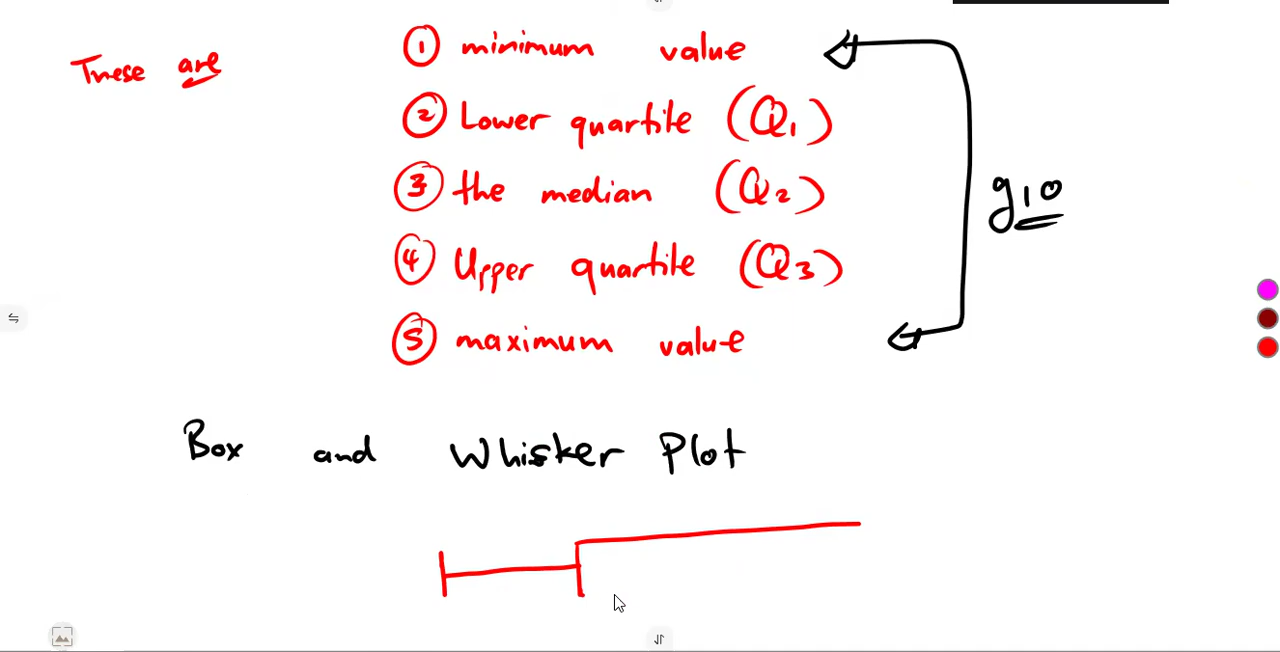 These are
① minimum value
② Lower quartile (Q₁)
③ the median (Q₂)
④ Upper quartile (Q₃)
⑤ maximum value
g10
Box and Whisker Plot